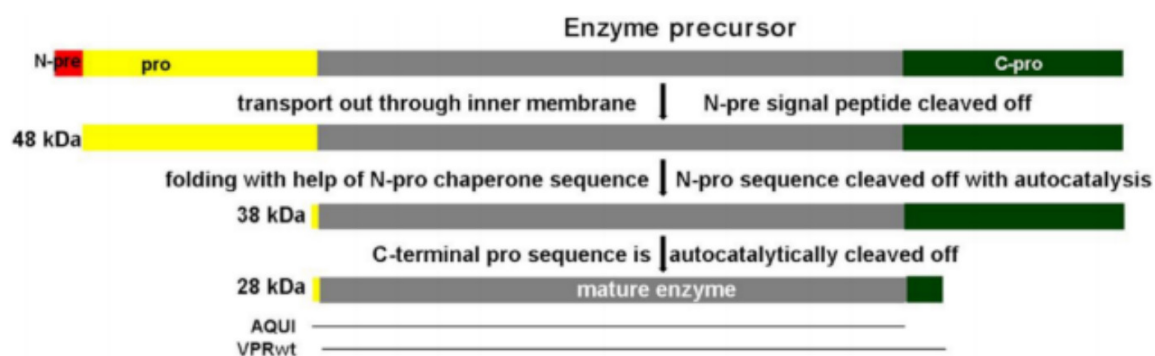 Enzyme precursor
N-pre pro C-pro
transport out through inner membrane N-pre signal peptide cleaved off
48 kDa
folding with help of N-pro chaperone sequence N-pro sequence cleaved off with autocatalysis
38 kDa
C-terminal pro sequence is autocatalytically cleaved off
28 kDa mature enzyme
AQUI
VPRwt